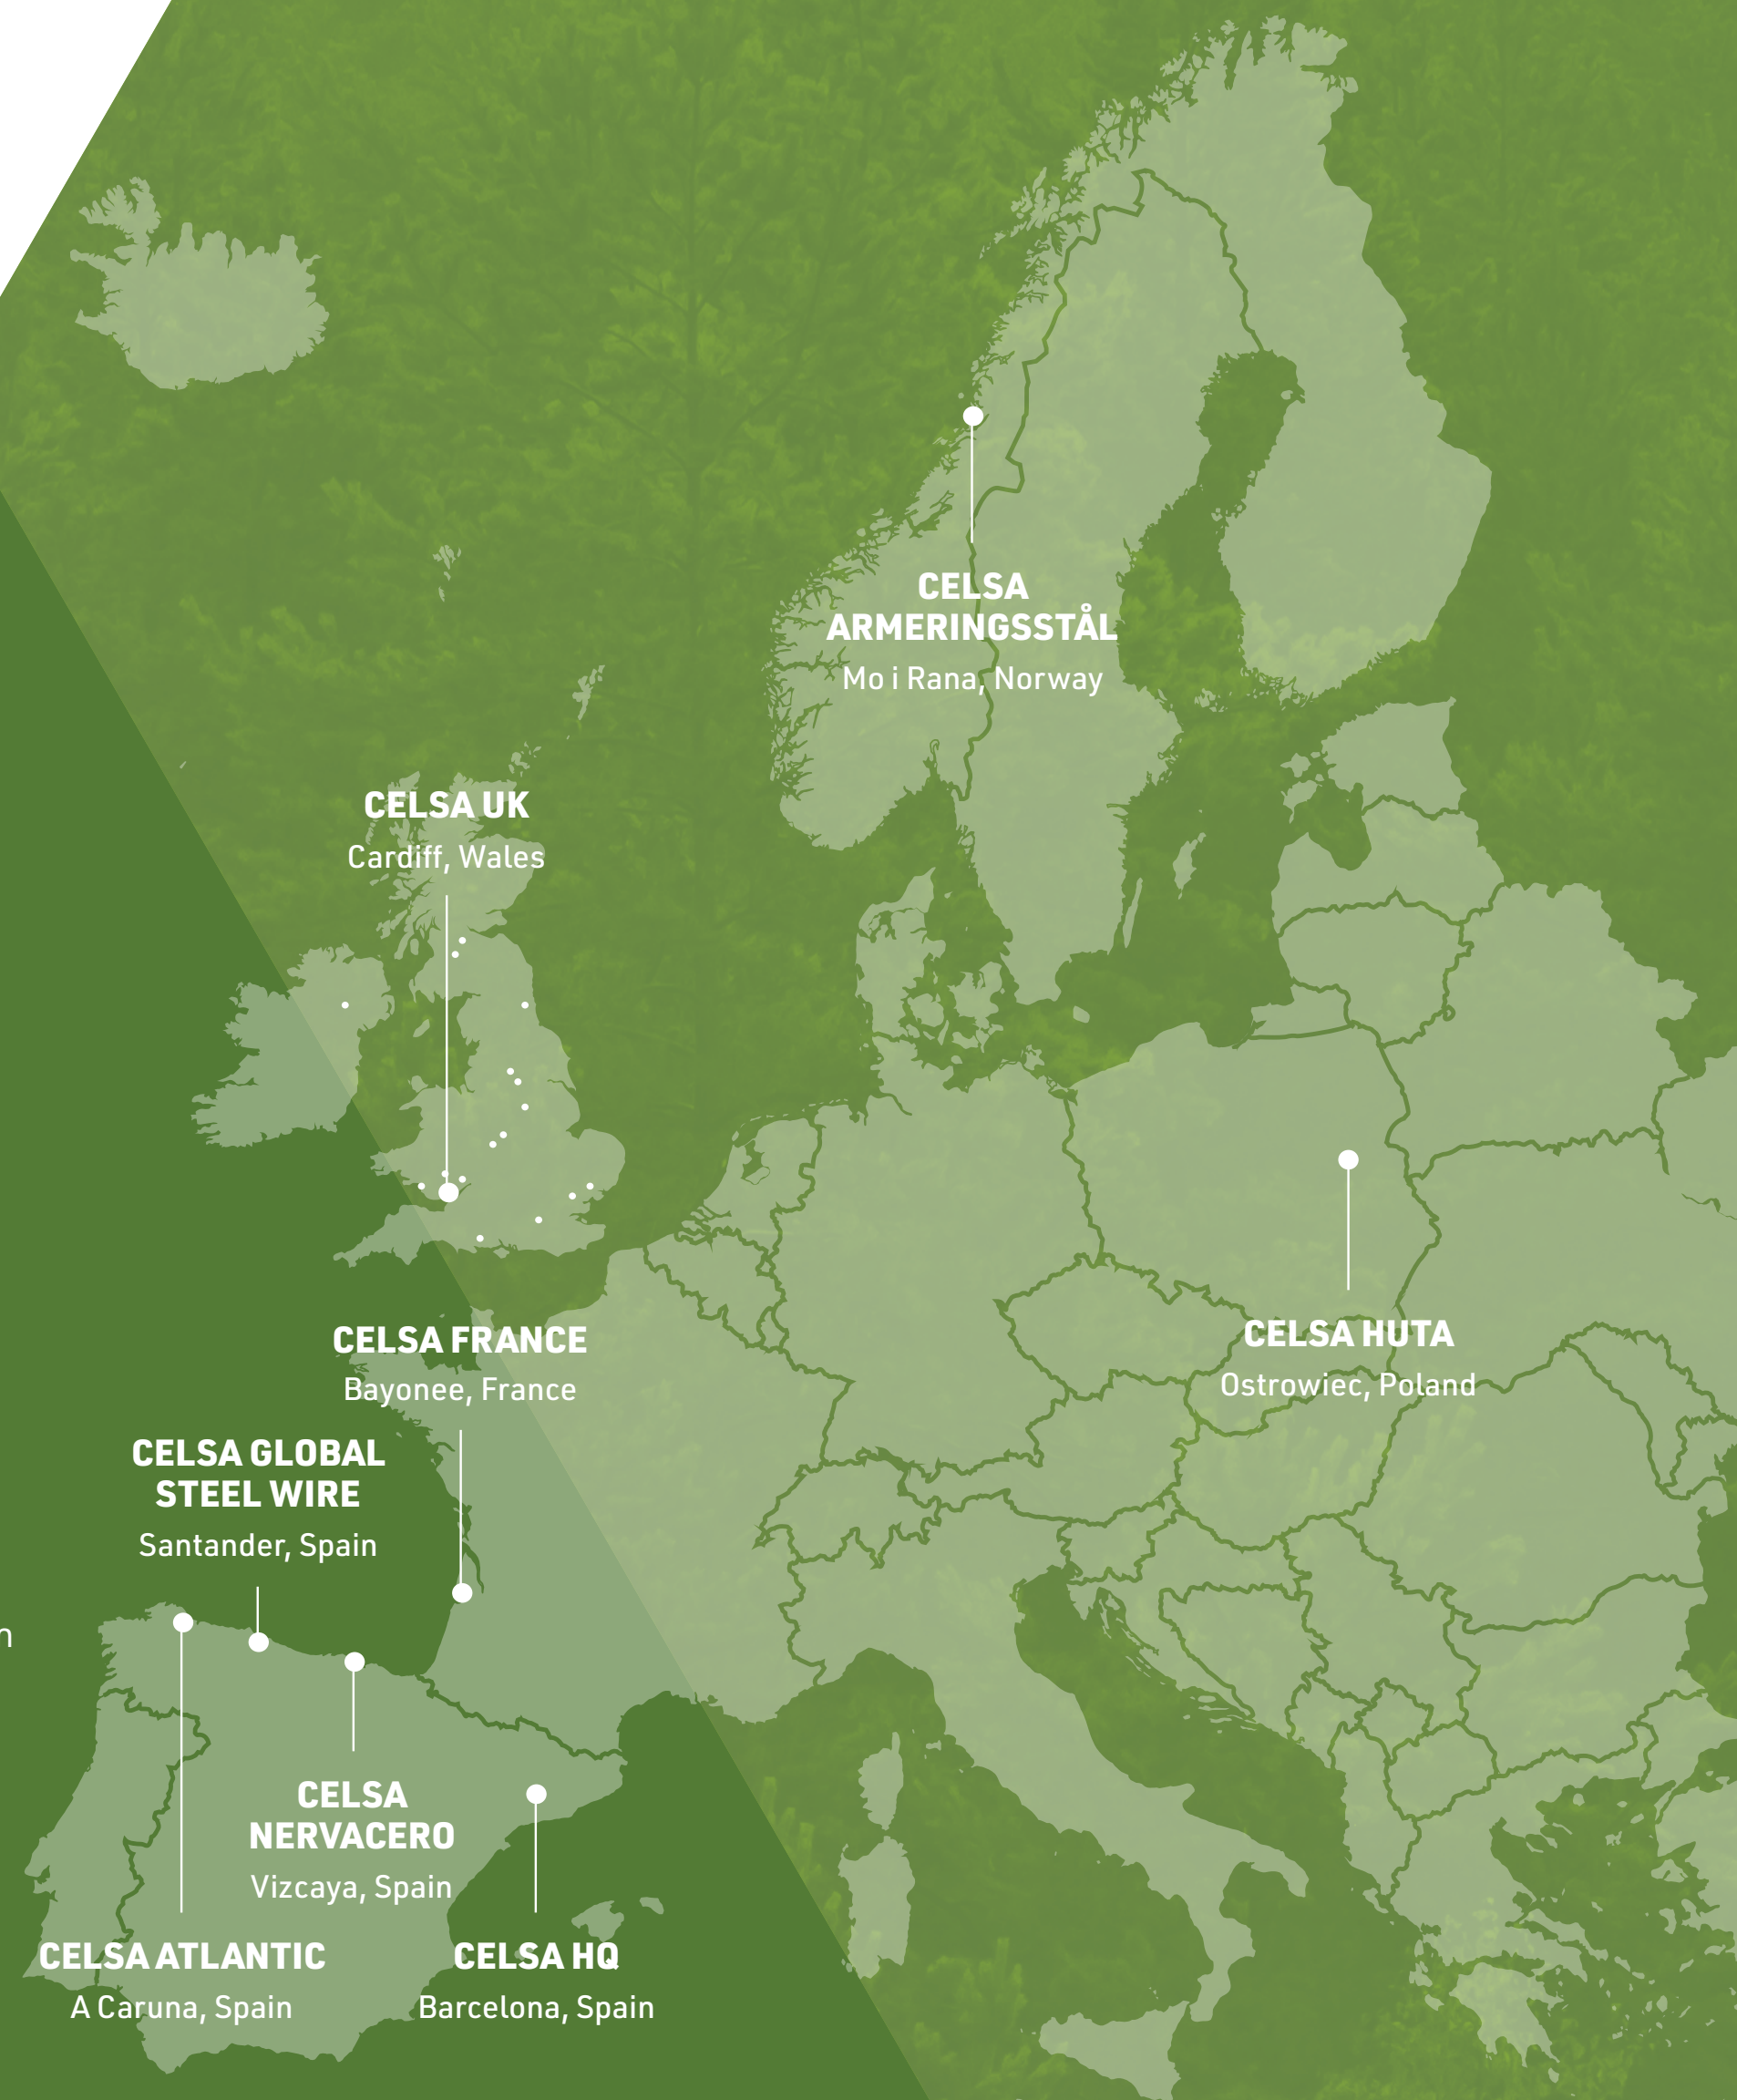 CELSA
ARMERINGSSTÅL
Mo i Rana, Norway
CELSA UK
Cardiff, Wales
CELSA FRANCE
Bayonee, France
CELSA HUTA
Ostrowiec, Poland
CELSA GLOBAL
STEEL WIRE
Santander, Spain
n
CELSA
NERVACERO
Vizcaya, Spain
CELSA ATLANTIC
A Caruna, Spain
CELSA HQ
Barcelona, Spain